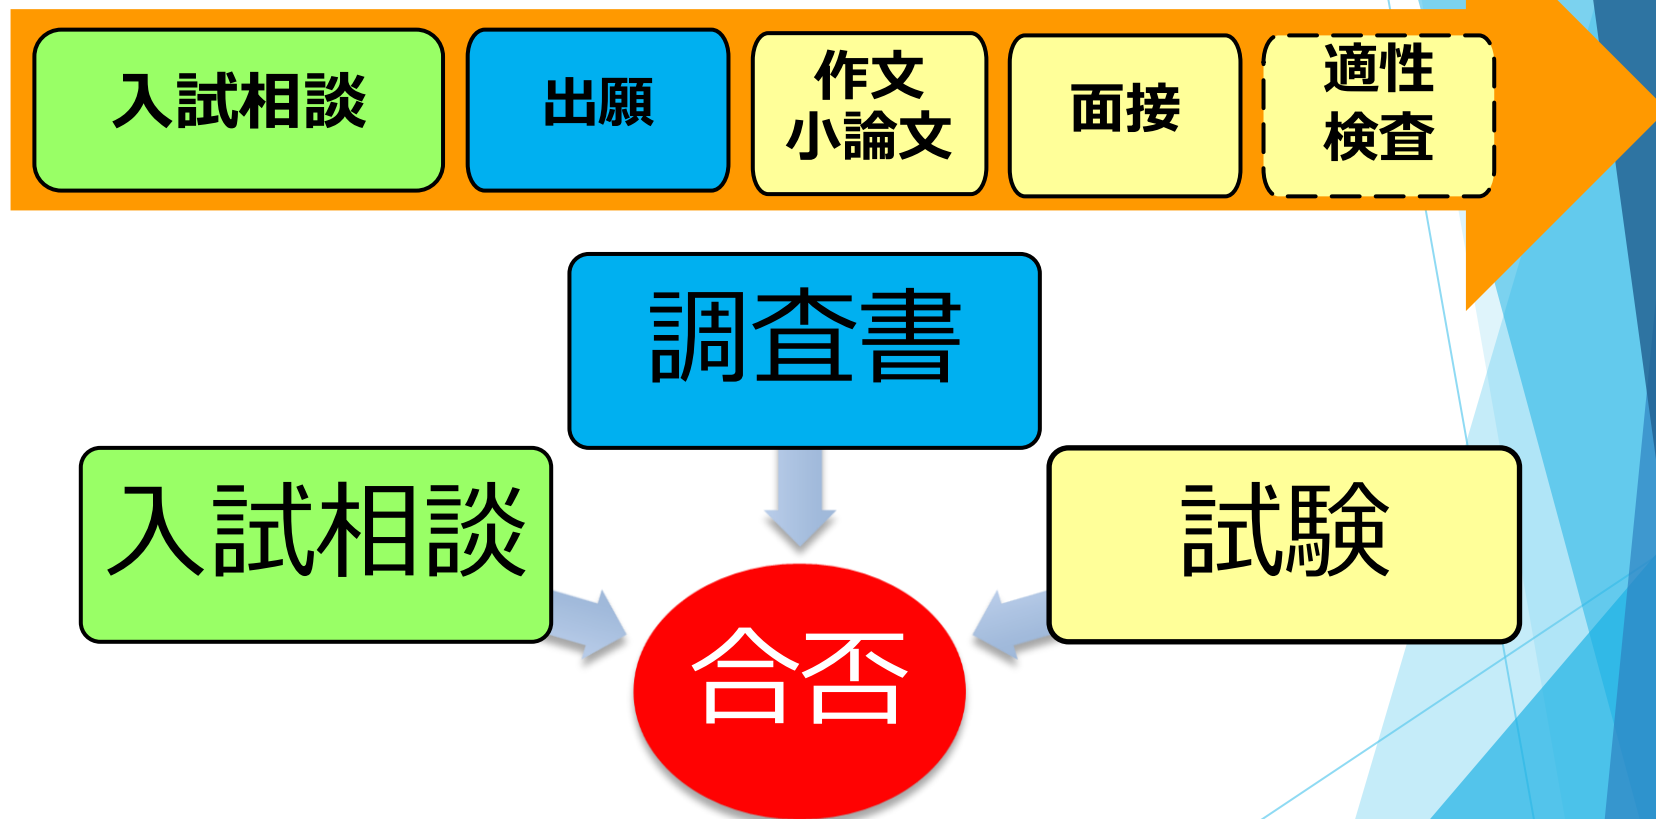 入試相談
出願
作文
小論文
面接
適性
検査
調査書
入試相談
試験
合否